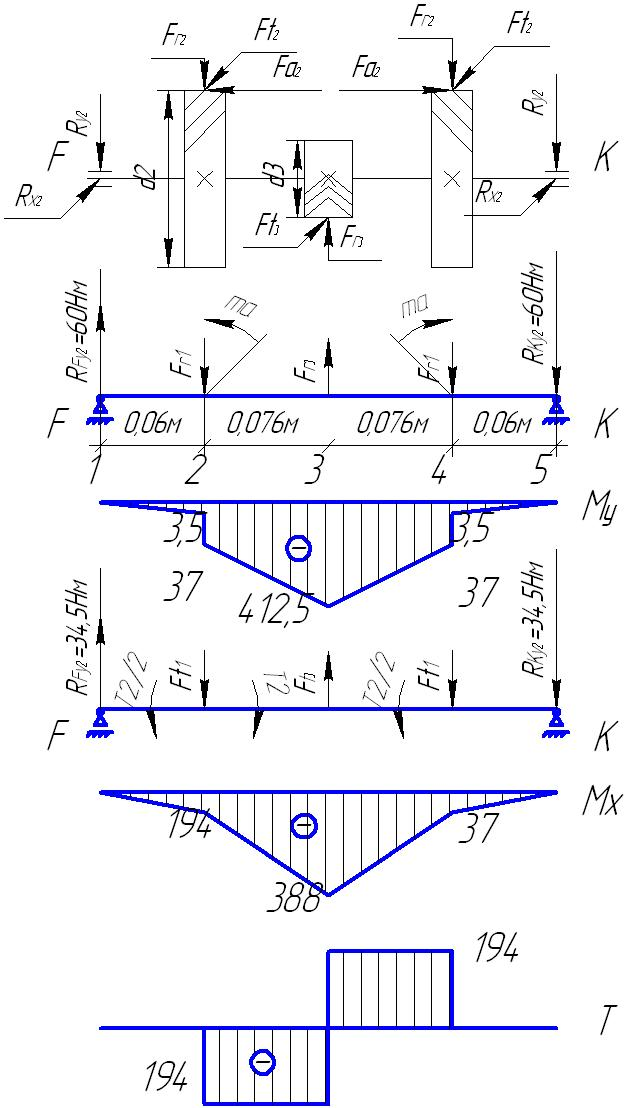 Fr2 Ft2 Fr2 Ft2
Fa2 Fa2
Ry2 Ry2
F d2 d3 K
Rx2 Rx2
Ft3 Fr3
RFy2=60Нм ma ma RКy2=60Нм
Fr1 Fr3 Fr1
F 0,06м 0,076м 0,076м 0,06м K
1 2 3 4 5
My
3,5 3,5
37 37
412,5
RFy2=34,5Нм T2/2 Ft1 T2 Ft3 T2/2 Ft1 RКy2=34,5Нм
F K
Mx
194 37
388
194
T
194